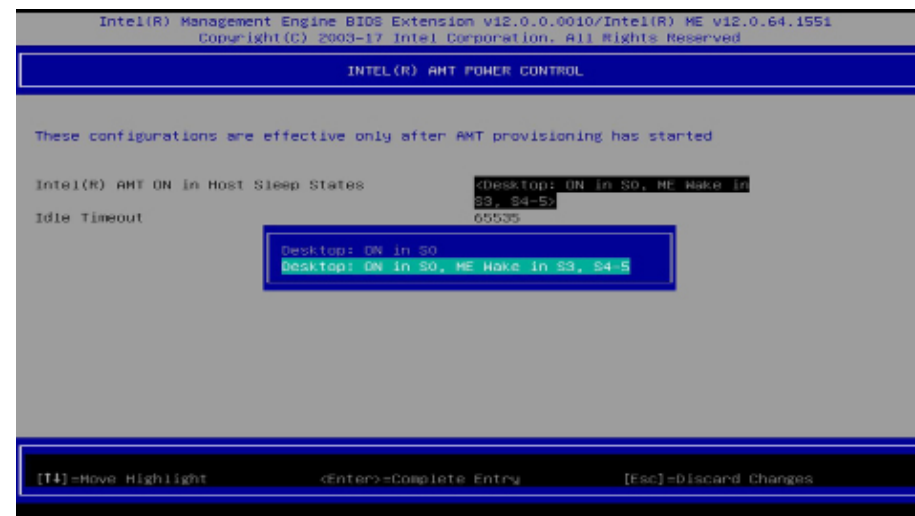 Intel(R) Management Engine BIOS Extension v12.0.0.0010/Intel(R) ME v12.0.64.1551
Copyright(C) 2003-17 Intel Corporation. All Rights Reserved
INTEL(R) AMT POWER CONTROL
These configurations are effective only after AMT provisioning has started
Intel(R) AMT ON in Host Sleep States <Desktop: ON in S0, ME Wake in
S3, S4-5>
Idle Timeout 65535
Desktop: ON in S0
Desktop: ON in S0, ME Wake in S3, S4-5
[↑↓]=Move Highlight <Enter>=Complete Entry [Esc]=Discard Changes